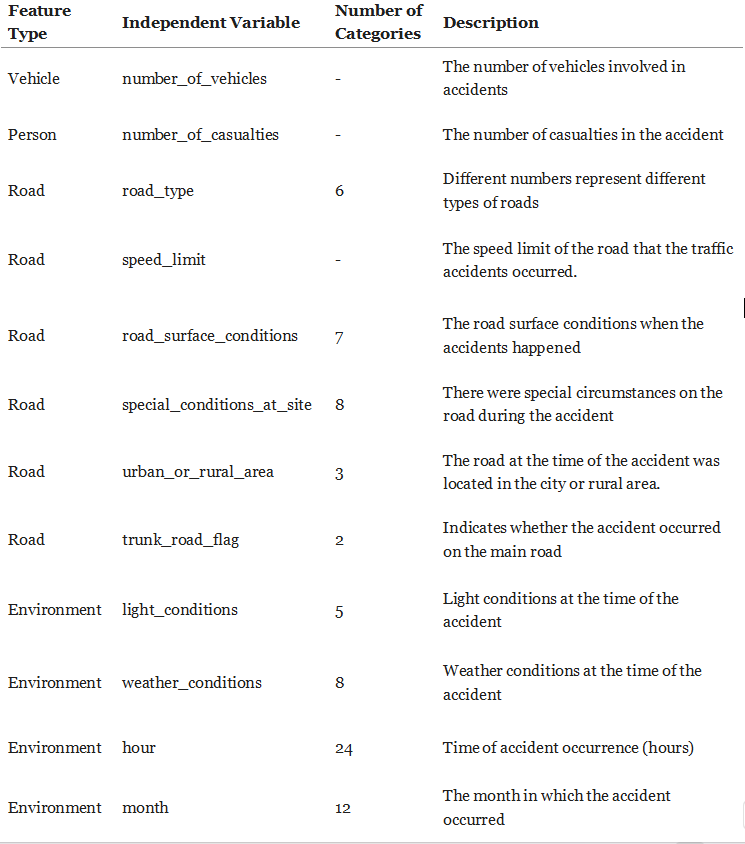 Feature Type Independent Variable Number of Categories Description
Vehicle number_of_vehicles - The number of vehicles involved in
accidents
Person number_of_casualties - The number of casualties in the accident
Road road_type 6 Different numbers represent different
types of roads
Road speed_limit - The speed limit of the road that the traffic
accidents occurred.
Road road_surface_conditions 7 The road surface conditions when the
accidents happened
Road special_conditions_at_site 8 There were special circumstances on the
road during the accident
Road urban_or_rural_area 3 The road at the time of the accident was
located in the city or rural area.
Road trunk_road_flag 2 Indicates whether the accident occurred
on the main road
Environment light_conditions 5 Light conditions at the time of the
accident
Environment weather_conditions 8 Weather conditions at the time of the
accident
Environment hour 24 Time of accident occurrence (hours)
Environment month 12 The month in which the accident
occurred